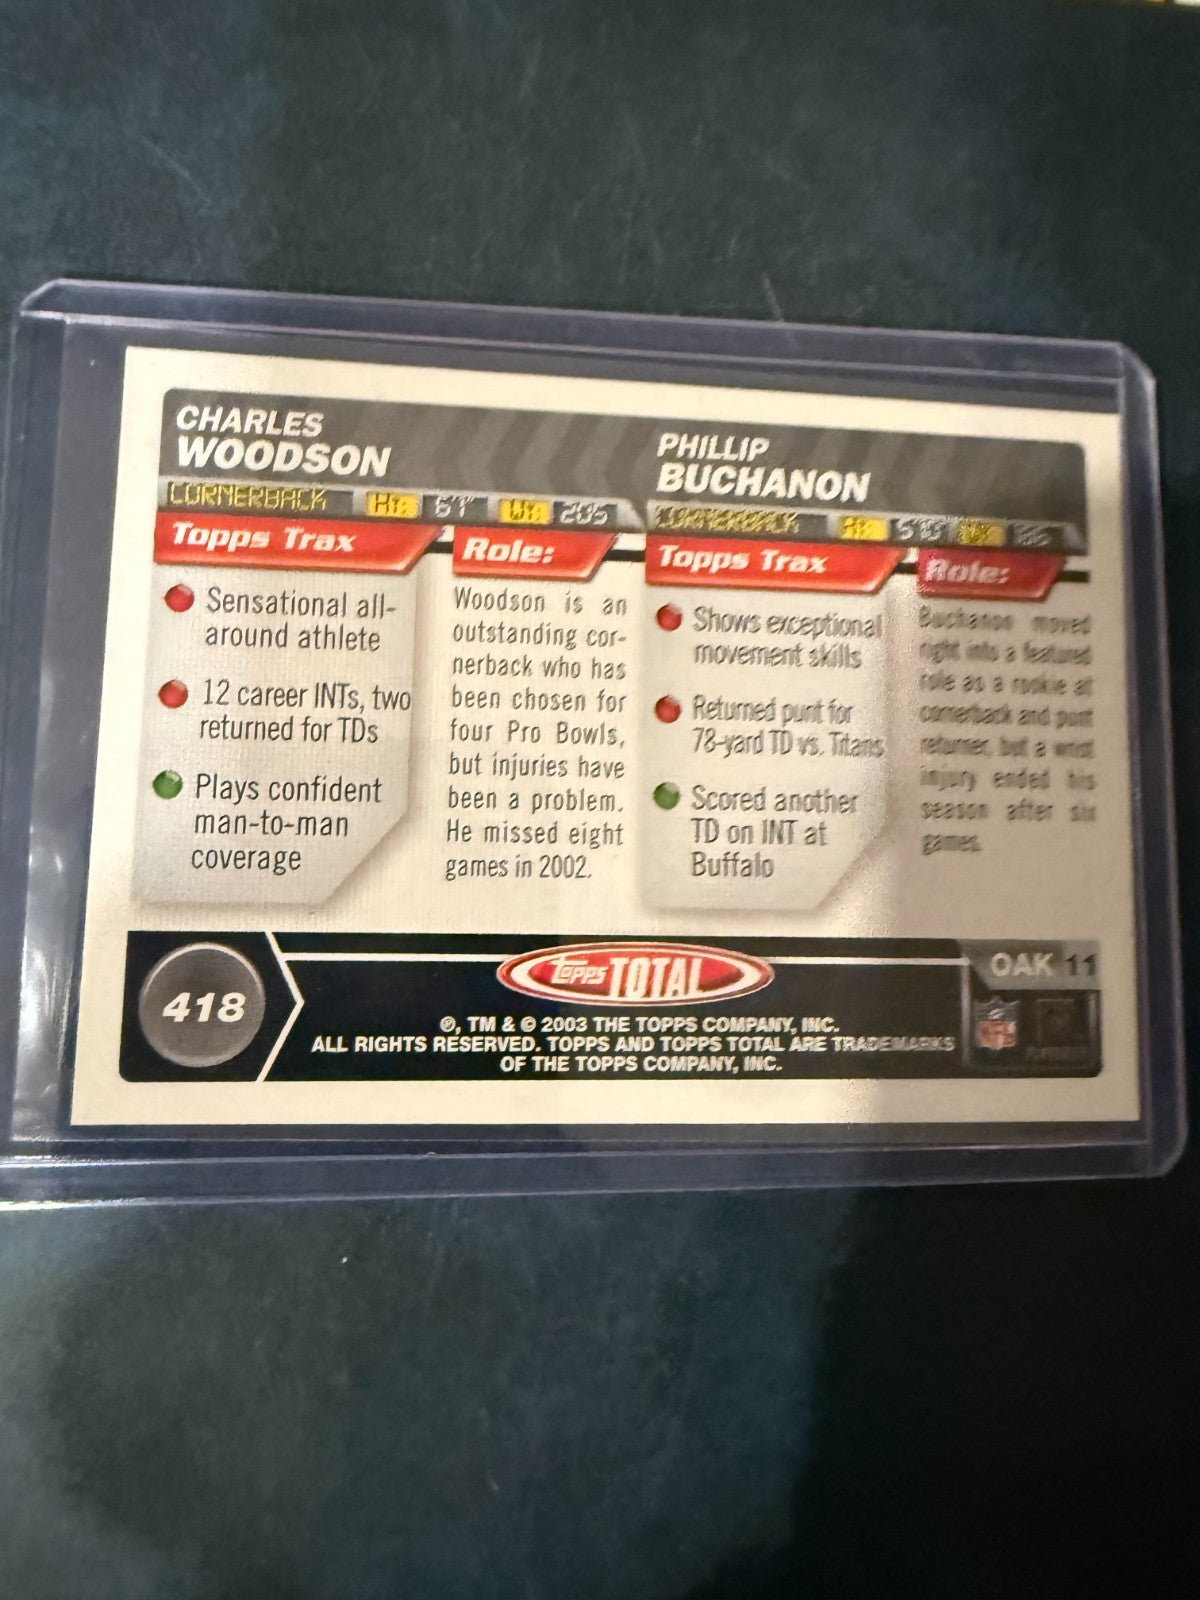 CHARLES
WOODSON
CORNERBACK Ht: 6'1" Wt: 205
Topps Trax
Sensational all-
around athlete
12 career INTs, two
returned for TDs
Plays confident
man-to-man
coverage
Role:
Woodson is an
outstanding cor-
nerback who has
been chosen for
four Pro Bowls,
but injuries have
been a problem.
He missed eight
games in 2002.
PHILLIP
BUCHANON
CORNERBACK Ht: 5'10" Wt:
Topps Trax
Shows exceptional
movement skills
Returned punt for
78-yard TD vs. Titans
Scored another
TD on INT at
Buffalo
Role:
Buchanon moved
right into a featured
role as a rookie at
cornerback and punt
returner, but a wrist
injury ended his
season after six
games.
418
Topps TOTAL
®, TM & © 2003 THE TOPPS COMPANY, INC.
ALL RIGHTS RESERVED. TOPPS AND TOPPS TOTAL ARE TRADEMARKS
OF THE TOPPS COMPANY, INC.
OAK 11
NFL